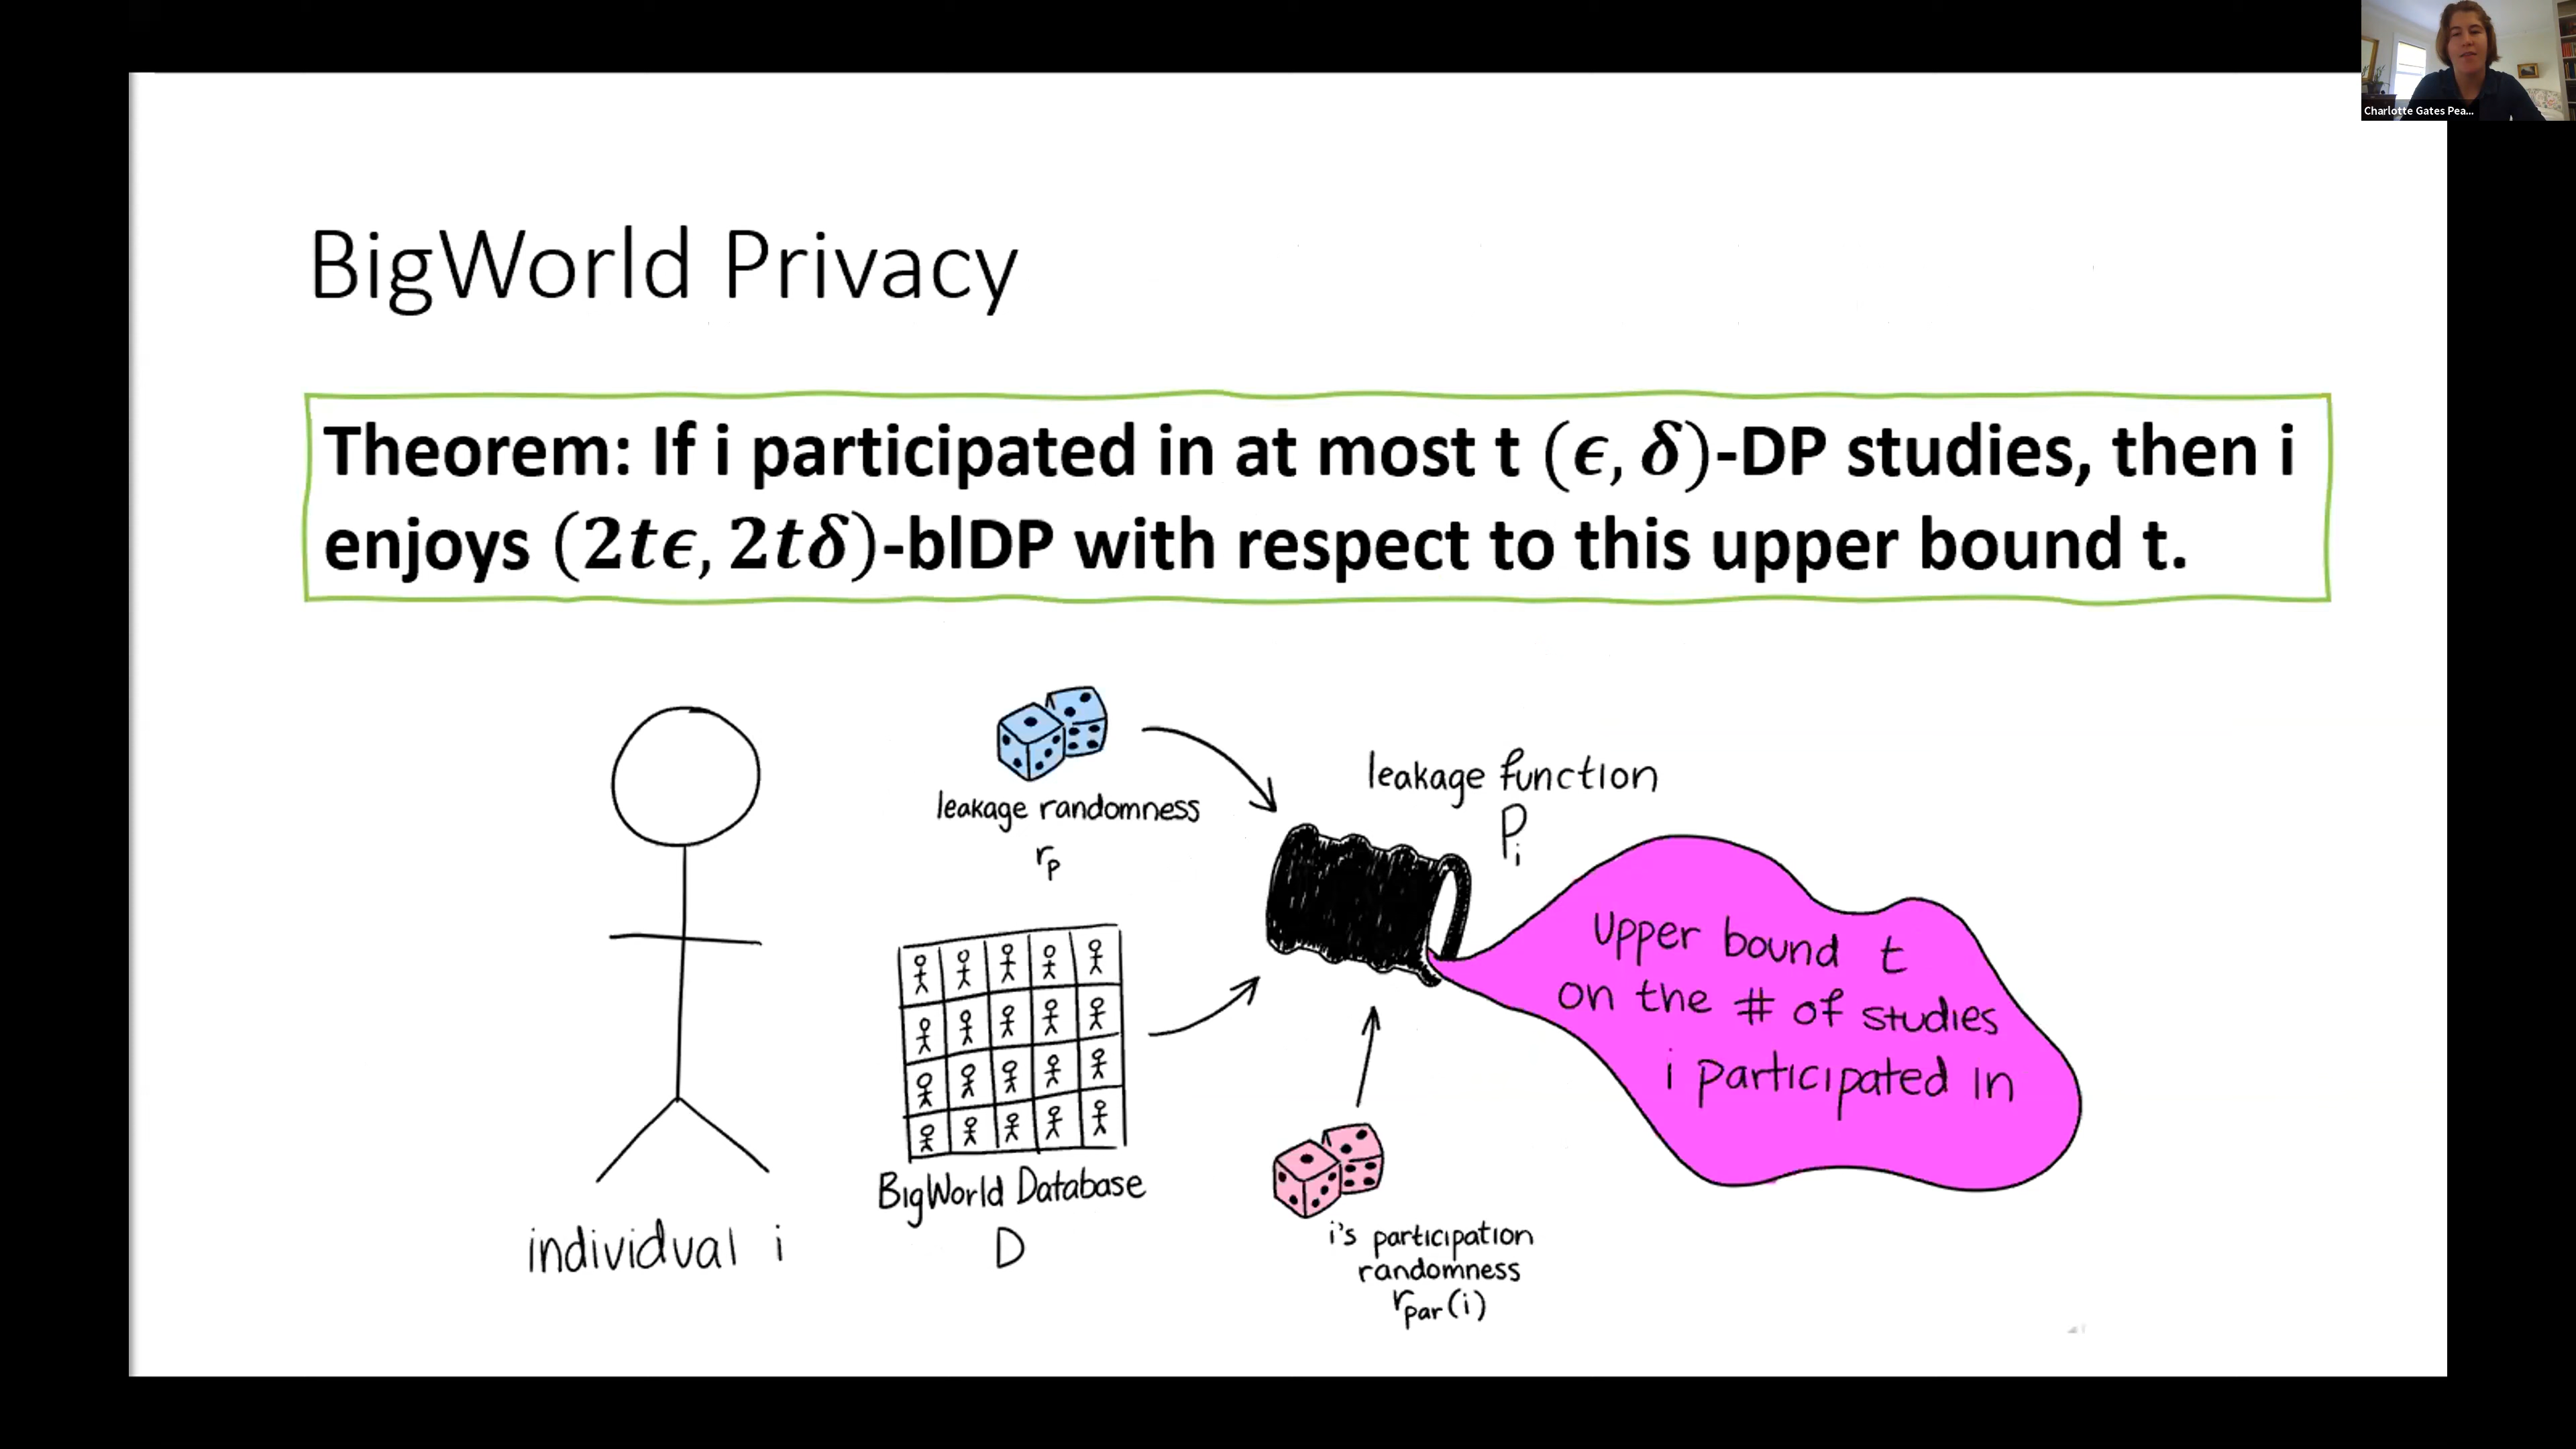 Charlotte Gates Pea...
BigWorld Privacy
Theorem: If i participated in at most t (ϵ, δ)-DP studies, then i
enjoys (2tϵ, 2tδ)-blDP with respect to this upper bound t.
leakage randomness
r_p
leakage function
P_i
Upper bound t
on the # of studies
i participated in
BigWorld Database
D
individual i
i's participation
randomness
r_par(i)